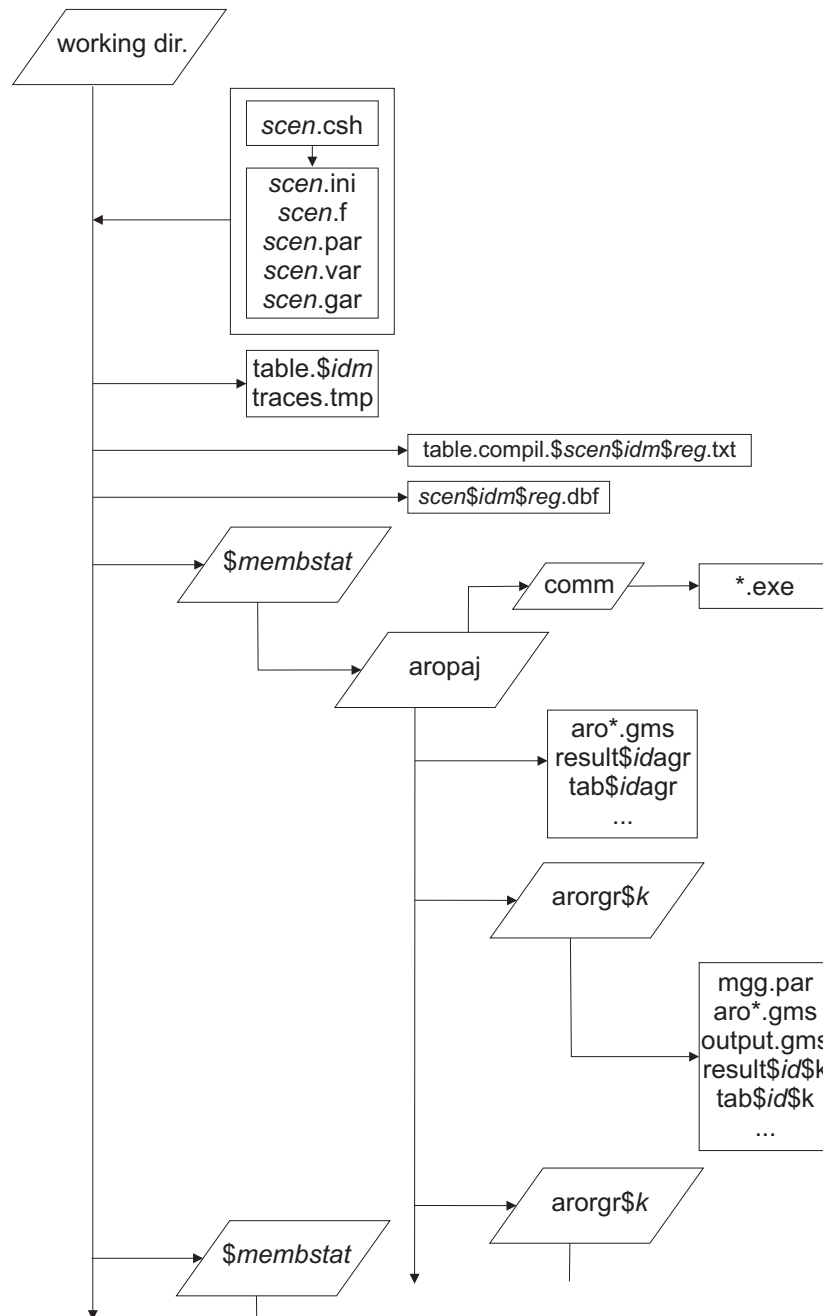 working dir.
scen.csh
scen.ini
scen.f
scen.par
scen.var
scen.gar
table.$idm
traces.tmp
table.compil.$scen$idm$reg.txt
scen$idm$reg.dbf
$membstat
comm
*.exe
aropaj
aro*.gms
result$idagr
tab$idagr
...
arorgr$k
mgg.par
aro*.gms
output.gms
result$id$k
tab$id$k
...
arorgr$k
$membstat